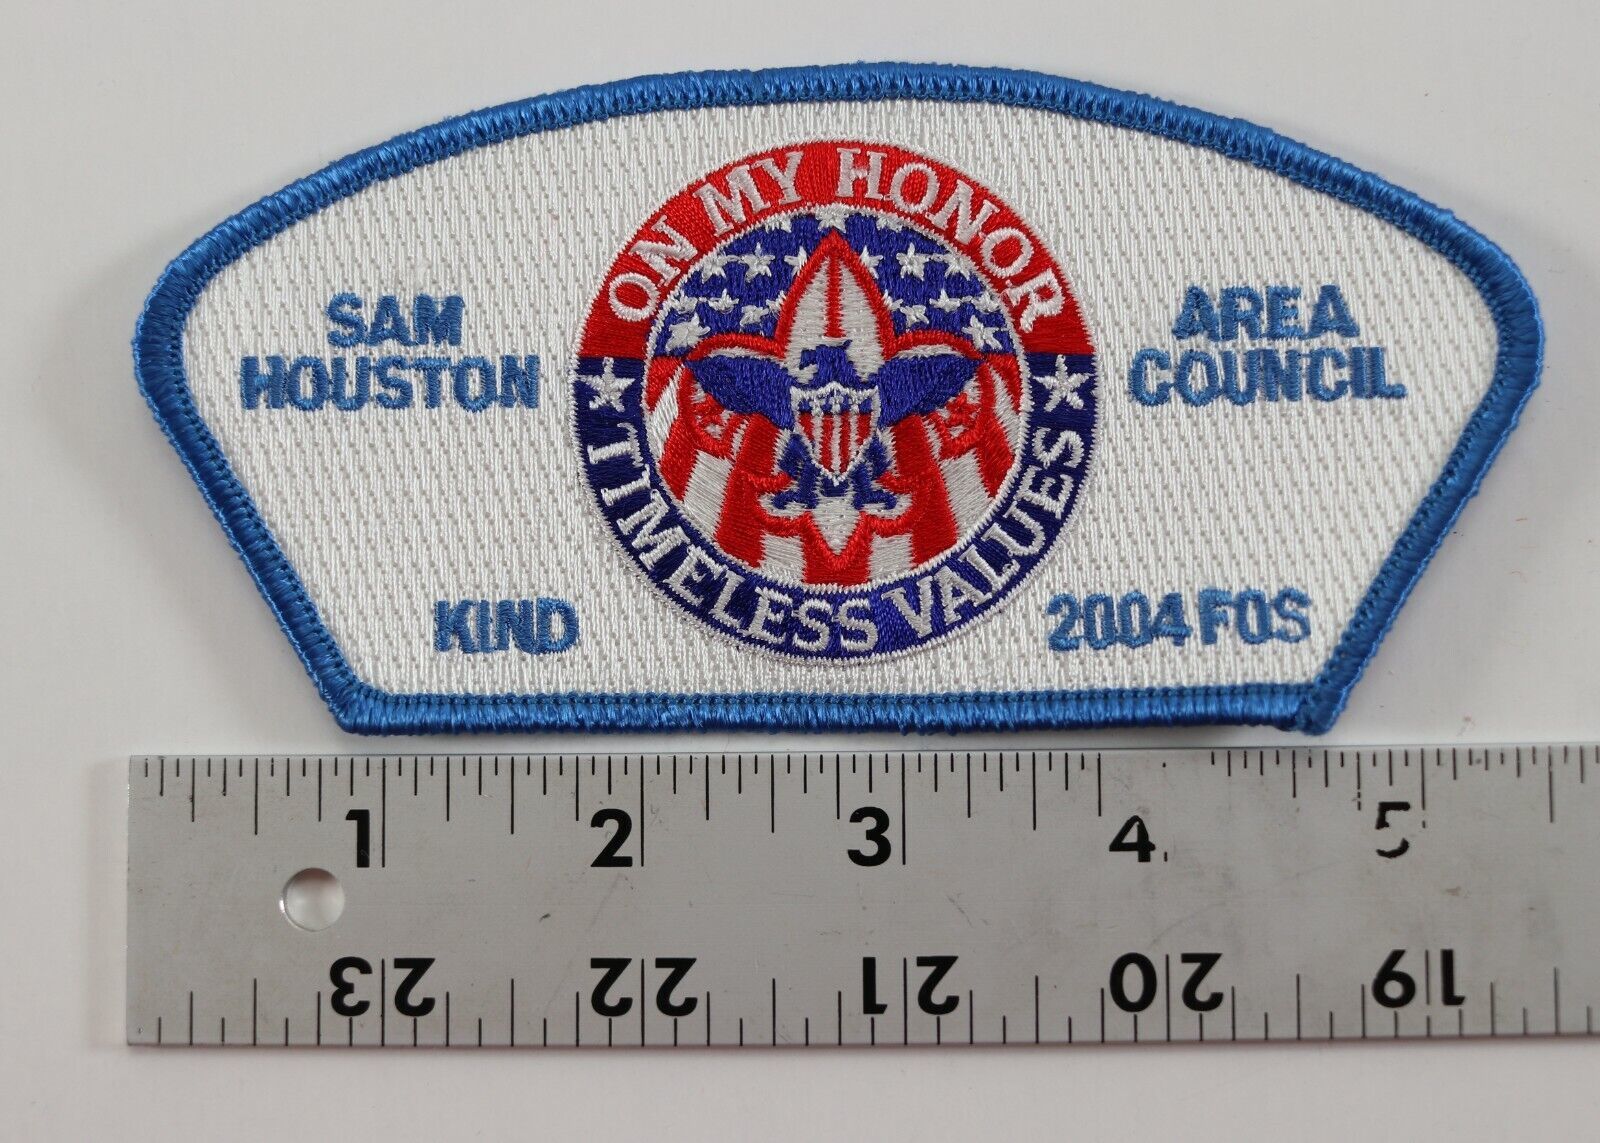 ON MY HONOR
SAM
HOUSTON
AREA
COUNCIL
TIMELESS VALUES
KIND
2004 FOS
1 2 3 4 5
23 22 21 20 19